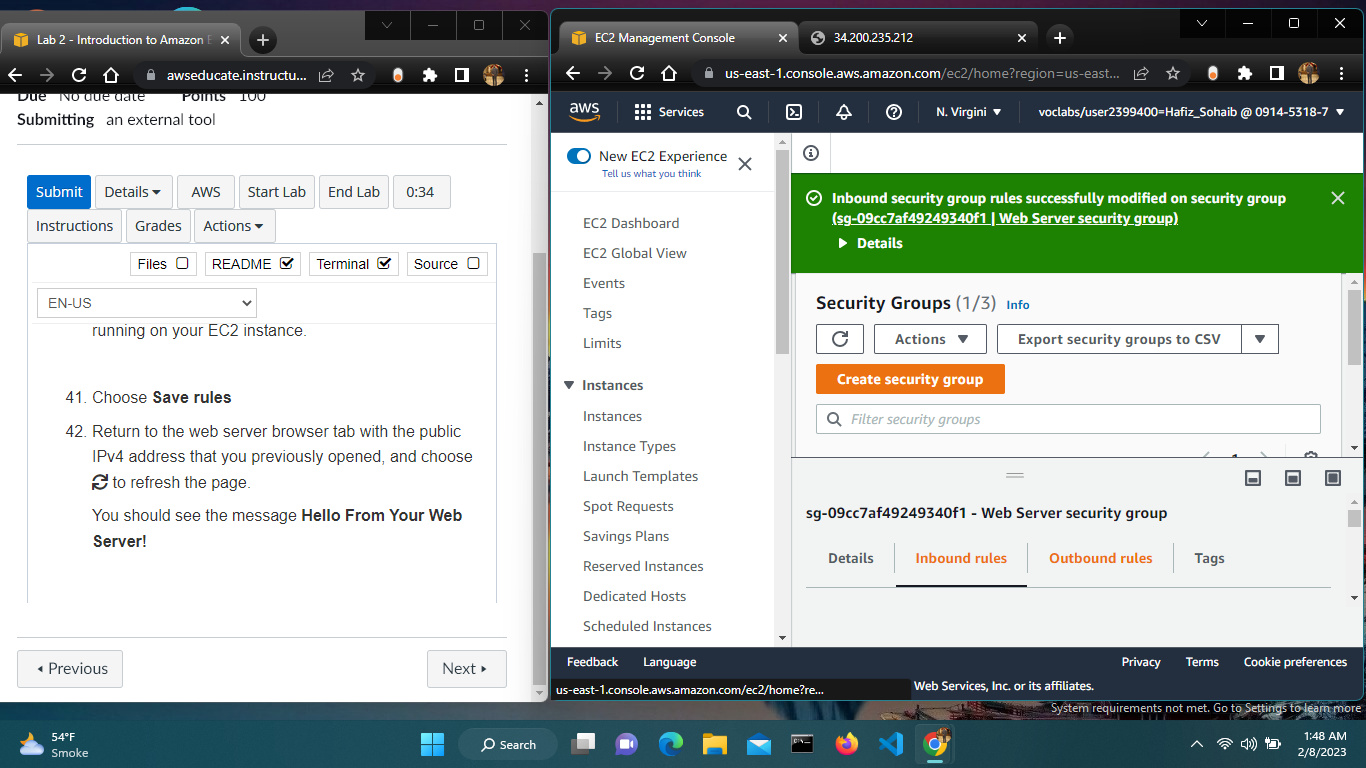 Lab 2 - Introduction to Amazon E
awseducate.instructu...
Due No due date Points 100
Submitting an external tool
Submit Details AWS Start Lab End Lab 0:34
Instructions Grades Actions
Files README Terminal Source
EN-US
running on your EC2 instance.
41. Choose Save rules
42. Return to the web server browser tab with the public
IPv4 address that you previously opened, and choose
to refresh the page.
You should see the message Hello From Your Web
Server!
Previous Next
EC2 Management Console 34.200.235.212
us-east-1.console.aws.amazon.com/ec2/home?region=us-east...
aws Services N. Virgini voclabs/user2399400=Hafiz_Sohaib @ 0914-5318-7
New EC2 Experience
Tell us what you think
EC2 Dashboard
EC2 Global View
Events
Tags
Limits
Instances
Instances
Instance Types
Launch Templates
Spot Requests
Savings Plans
Reserved Instances
Dedicated Hosts
Scheduled Instances
Inbound security group rules successfully modified on security group
(sg-09cc7af49249340f1 | Web Server security group)
Details
Security Groups (1/3) Info
Actions Export security groups to CSV
Create security group
Filter security groups
sg-09cc7af49249340f1 - Web Server security group
Details Inbound rules Outbound rules Tags
Feedback Language Privacy Terms Cookie preferences
us-east-1.console.aws.amazon.com/ec2/home?re... Web Services, Inc. or its affiliates.
System requirements not met. Go to Settings to learn more
54°F
Smoke
Search
1:48 AM
2/8/2023